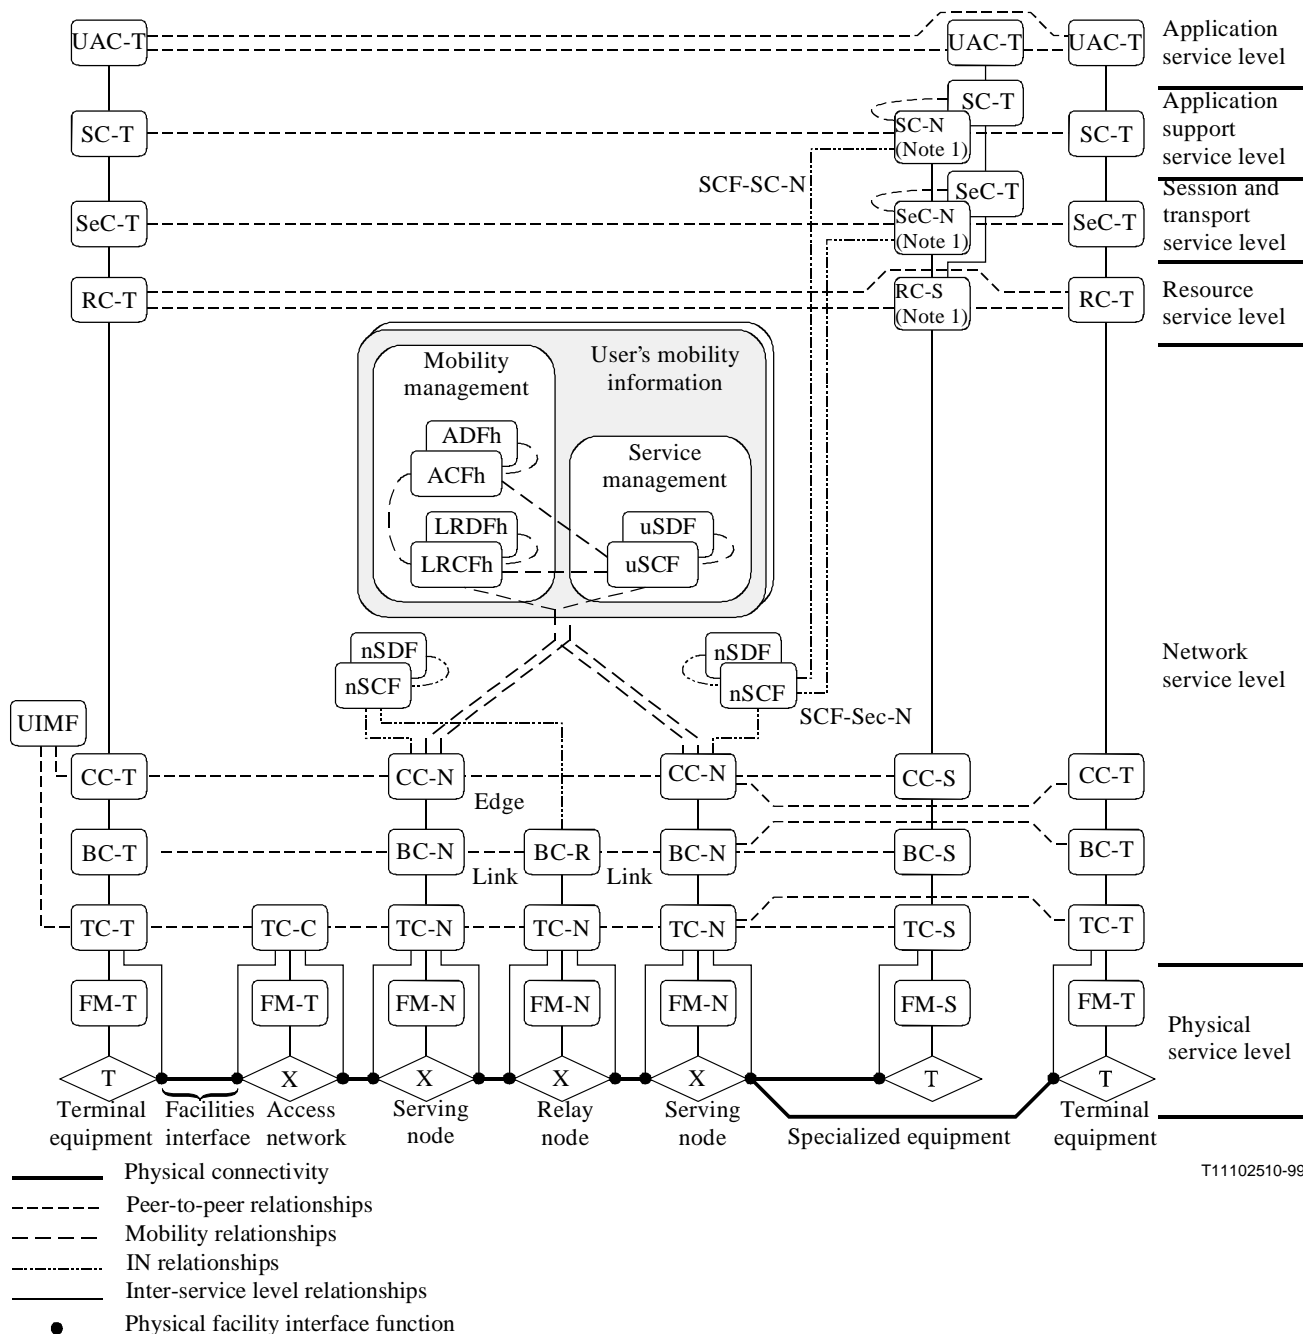 UAC-T
UAC-T
UAC-T
Application
service level
SC-T
SC-T
SC-N
(Note 1)
SC-T
Application
support
service level
SCF-SC-N
SeC-T
SeC-T
SeC-N
(Note 1)
SeC-T
Session and
transport
service level
RC-T
RC-S
(Note 1)
RC-T
Resource
service level
Mobility
management
User's mobility
information
ADFh
ACFh
Service
management
LRDFh
LRCFh
uSDF
uSCF
nSDF
nSCF
nSDF
nSCF
Network
service level
SCF-Sec-N
UIMF
CC-T
CC-N
CC-N
CC-S
CC-T
Edge
BC-T
BC-N
BC-R
BC-N
BC-S
BC-T
Link
Link
TC-T
TC-C
TC-N
TC-N
TC-N
TC-S
TC-T
FM-T
FM-T
FM-N
FM-N
FM-N
FM-S
FM-T
Physical
service level
T
X
X
X
X
T
T
Terminal
equipment
Facilities
interface
Access
network
Serving
node
Relay
node
Serving
node
Specialized equipment
Terminal
equipment
T11102510-99
Physical connectivity
Peer-to-peer relationships
Mobility relationships
IN relationships
Inter-service level relationships
Physical facility interface function